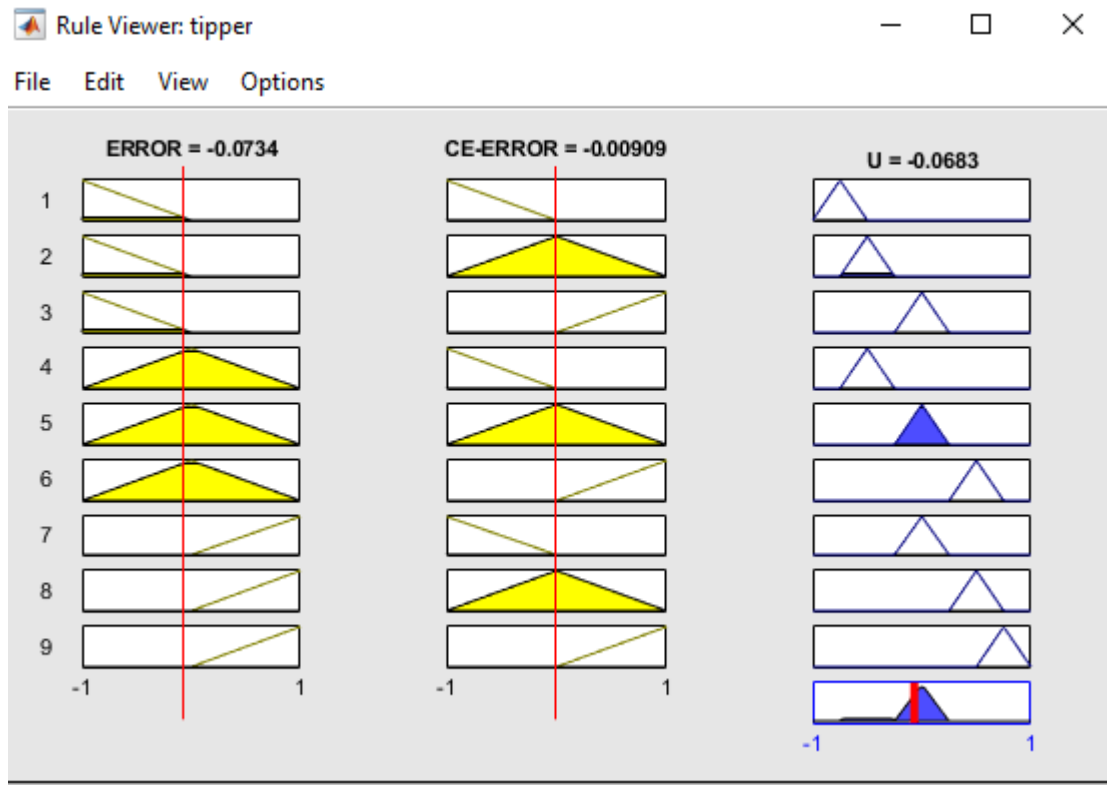 Rule Viewer: tipper
File Edit View Options
ERROR = -0.0734 CE-ERROR = -0.00909 U = -0.0683
1
2
3
4
5
6
7
8
9
-1 1 -1 1
-1 1